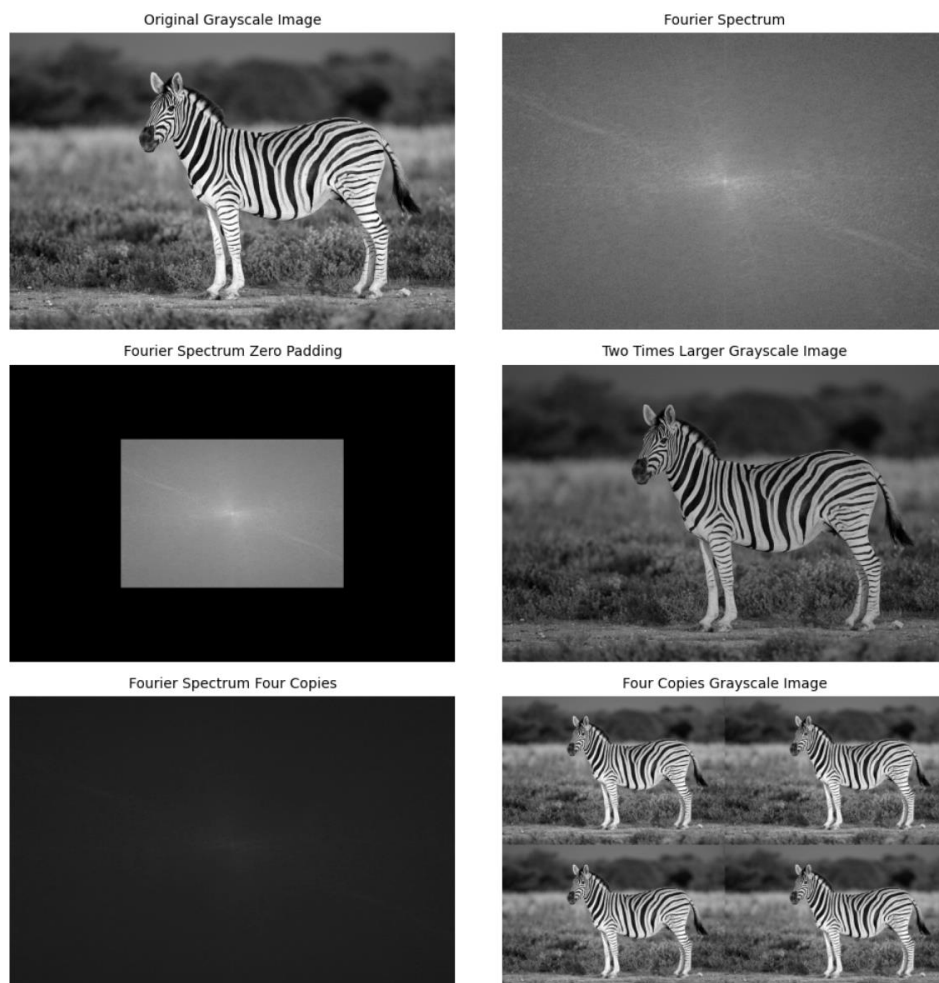 Original Grayscale Image
Fourier Spectrum
Fourier Spectrum Zero Padding
Two Times Larger Grayscale Image
Fourier Spectrum Four Copies
Four Copies Grayscale Image